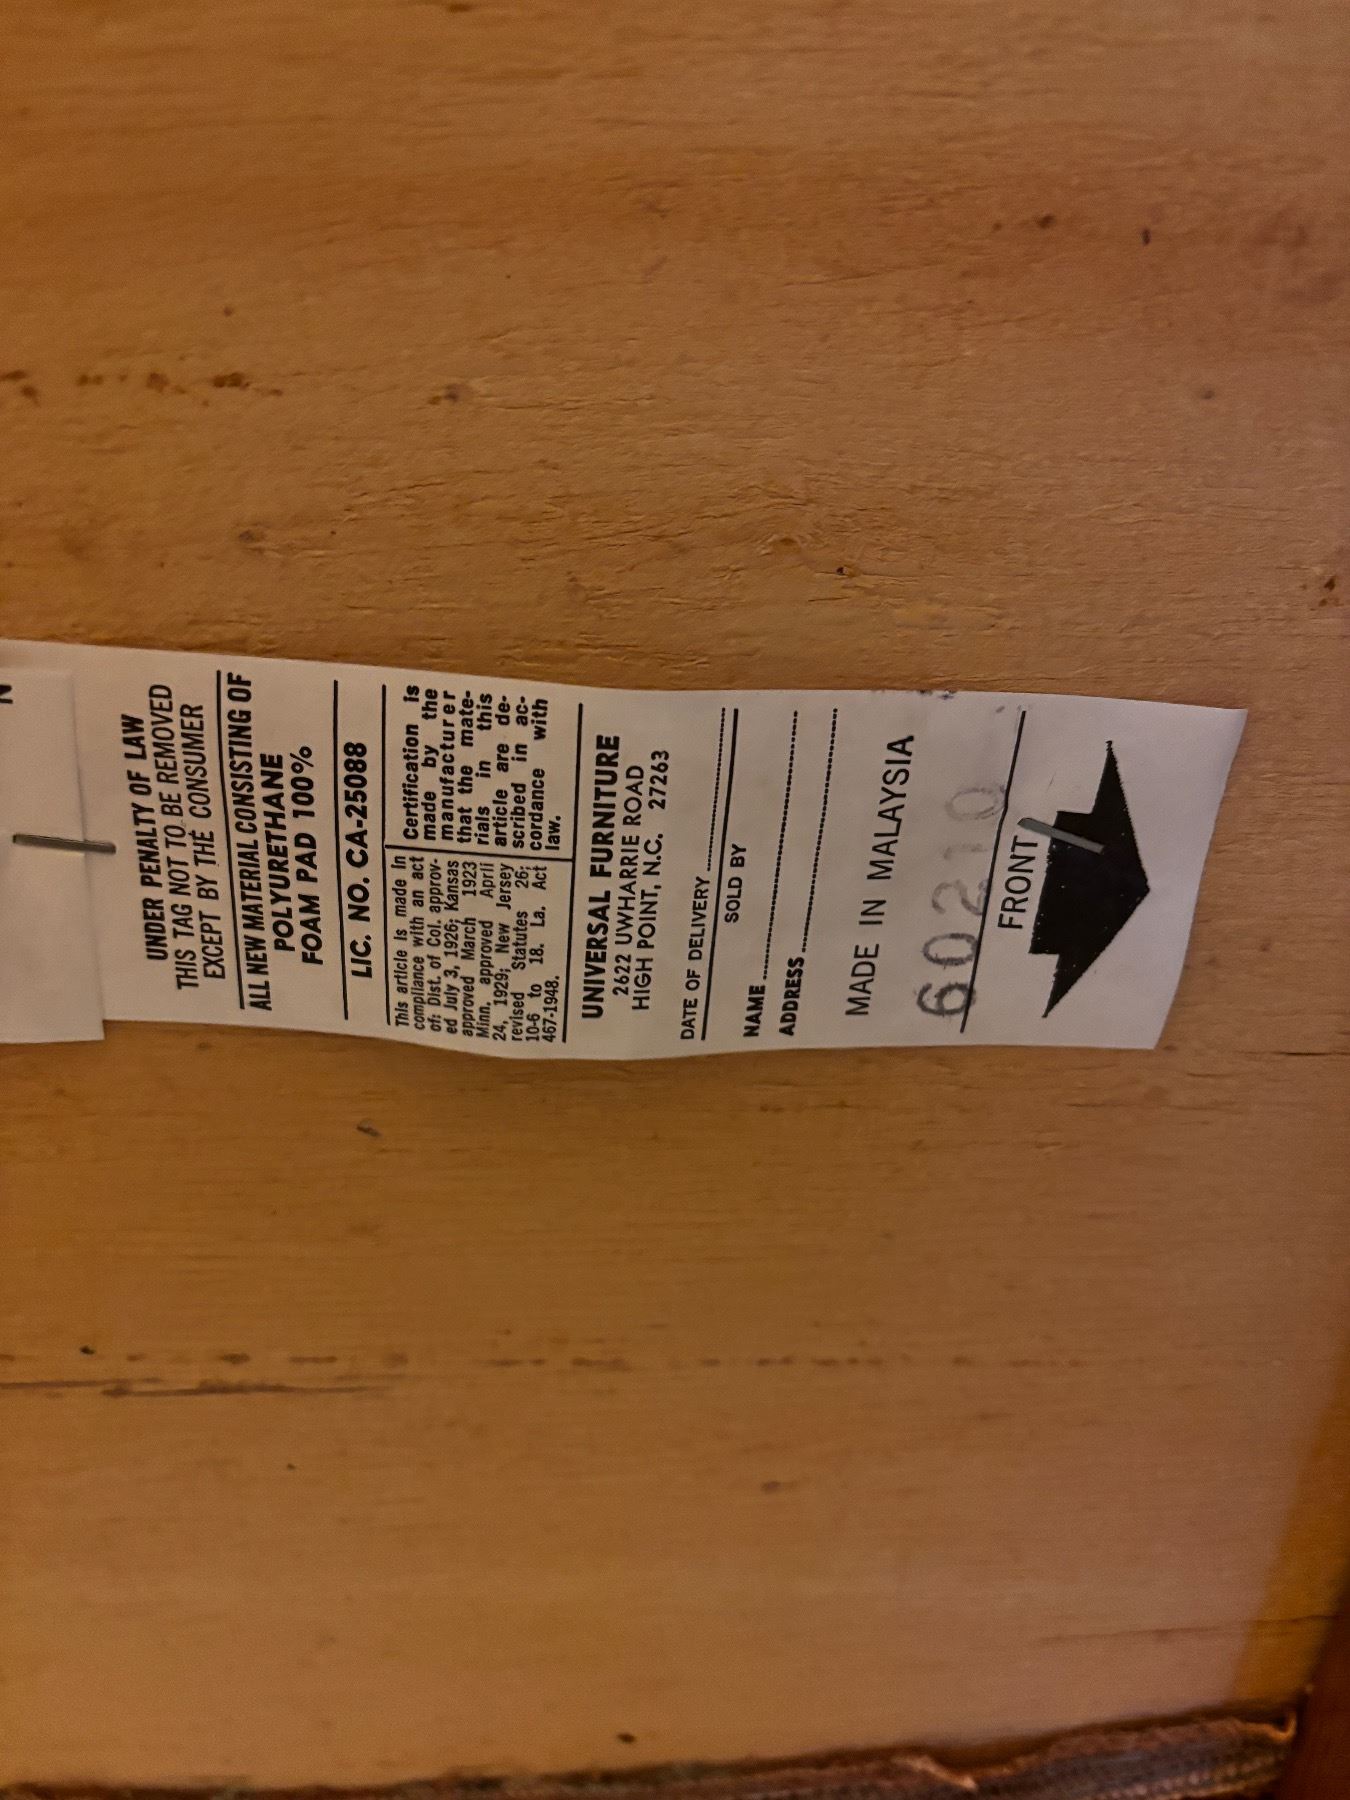 UNDER PENALTY OF LAW
THIS TAG NOT TO BE REMOVED
EXCEPT BY THE CONSUMER
ALL NEW MATERIAL CONSISTING OF
POLYURETHANE
FOAM PAD 100%
LIC. NO. CA-25088
This article is made in
compliance with an act
of: Dist. of Col. approv-
ed July 3, 1926; Kansas
approved March 1923
Minn. approved April
24, 1929; New Jersey
revised Statutes 26;
10-6 to 18. La. Act
467-1948.
Certification is
made by the
manufacturer
that the mate-
rials in this
article are de-
scribed in ac-
cordance with
law.
UNIVERSAL FURNITURE
2622 UWHARRIE ROAD
HIGH POINT, N.C. 27263
DATE OF DELIVERY
SOLD BY
NAME
ADDRESS
MADE IN MALAYSIA
60210
FRONT